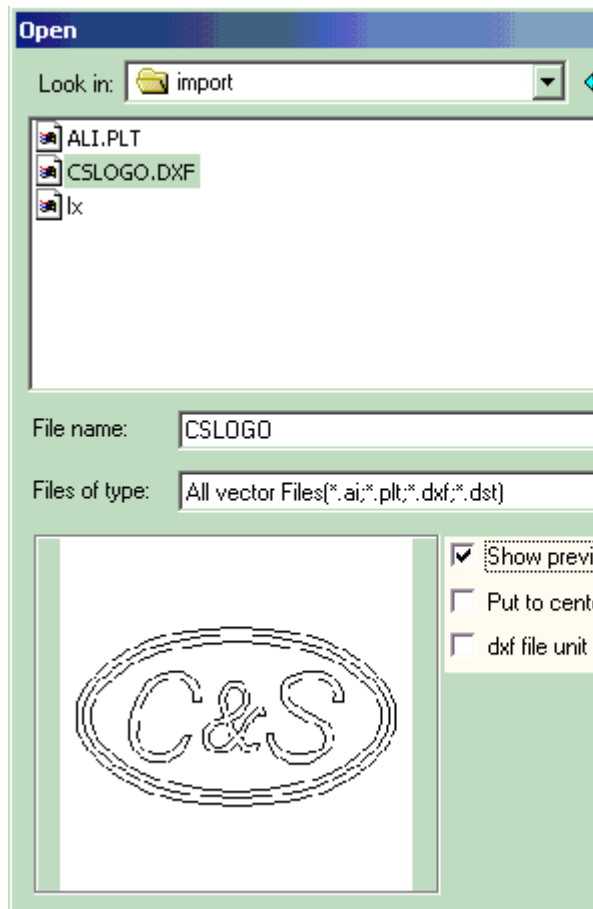 Open
Look in: import
ALI.PLT
CSLOGO.DXF
lx
File name: CSLOGO
Files of type: All vector Files(*.ai;*.plt;*.dxf;*.dst)
Show previ
Put to cent
dxf file unit
C&S